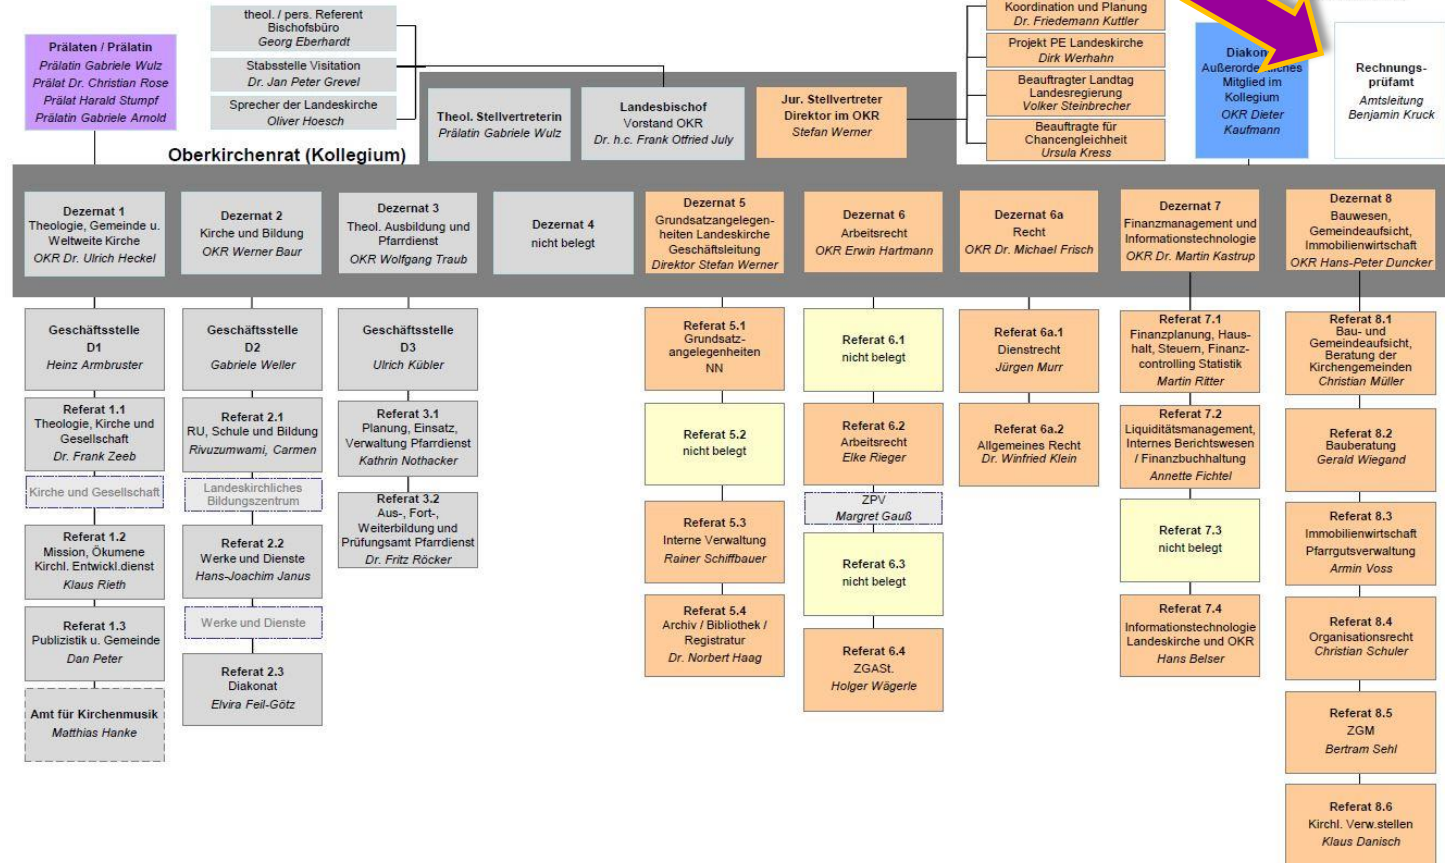 theol. / pers. Referent
Bischofsbüro
Georg Eberhardt
Stabsstelle Visitation
Dr. Jan Peter Grevel
Sprecher der Landeskirche
Oliver Hoesch
Prälaten / Prälatin
Prälatin Gabriele Wulz
Prälat Dr. Christian Rose
Prälat Harald Stumpf
Prälatin Gabriele Arnold
Theol. Stellvertreterin
Prälatin Gabriele Wulz
Landesbischof
Vorstand OKR
Dr. h.c. Frank Otfried July
Jur. Stellvertreter
Direktor im OKR
Stefan Werner
Koordination und Planung
Dr. Friedemann Kuttler
Projekt PE Landeskirche
Dirk Werhahn
Beauftragter Landtag
Landesregierung
Volker Steinbrecher
Beauftragte für
Chancengleichheit
Ursula Kress
Außerordentliches
Mitglied im
Kollegium
OKR Dieter
Kaufmann
Rechnungs-
prüfamt
Amtsleitung
Benjamin Kruck
Oberkirchenrat (Kollegium)
Dezernat 1
Theologie, Gemeinde u.
Weltweite Kirche
OKR Dr. Ulrich Heckel
Dezernat 2
Kirche und Bildung
OKR Werner Baur
Dezernat 3
Theol. Ausbildung und
Pfarrdienst
OKR Wolfgang Traub
Dezernat 4
nicht belegt
Dezernat 5
Grundsatzangelegen-
heiten Landeskirche
Geschäftsleitung
Direktor Stefan Werner
Dezernat 6
Arbeitsrecht
OKR Erwin Hartmann
Dezernat 6a
Recht
OKR Dr. Michael Frisch
Dezernat 7
Finanzmanagement und
Informationstechnologie
OKR Dr. Martin Kastrup
Dezernat 8
Bauwesen,
Gemeindeaufsicht,
Immobilienwirtschaft
OKR Hans-Peter Duncker
Geschäftsstelle
D1
Heinz Armbruster
Referat 1.1
Theologie, Kirche und
Gesellschaft
Dr. Frank Zeeb
Kirche und Gesellschaft
Referat 1.2
Mission, Ökumene
Kirchl. Entwickl.dienst
Klaus Rieth
Referat 1.3
Publizistik u. Gemeinde
Dan Peter
Amt für Kirchenmusik
Matthias Hanke
Geschäftsstelle
D2
Gabriele Weller
Referat 2.1
RU, Schule und Bildung
Rivuzumwami, Carmen
Landeskirchliches
Bildungszentrum
Referat 2.2
Werke und Dienste
Hans-Joachim Janus
Werke und Dienste
Referat 2.3
Diakonat
Elvira Feil-Götz
Geschäftsstelle
D3
Ulrich Kübler
Referat 3.1
Planung, Einsatz,
Verwaltung Pfarrdienst
Kathrin Nothacker
Referat 3.2
Aus-, Fort-,
Weiterbildung und
Prüfungsamt Pfarrdienst
Dr. Fritz Röcker
Referat 5.1
Grundsatz-
angelegenheiten
NN
Referat 5.2
nicht belegt
Referat 5.3
Interne Verwaltung
Rainer Schiffbauer
Referat 5.4
Archiv / Bibliothek /
Registratur
Dr. Norbert Haag
Referat 6.1
nicht belegt
Referat 6.2
Arbeitsrecht
Elke Rieger
ZPV
Margret Gauß
Referat 6.3
nicht belegt
Referat 6.4
ZGASt.
Holger Wägerle
Referat 6a.1
Dienstrecht
Jürgen Murr
Referat 6a.2
Allgemeines Recht
Dr. Winfried Klein
Referat 7.1
Finanzplanung, Haus-
halt, Steuern, Finanz-
controlling Statistik
Martin Ritter
Referat 7.2
Liquiditätsmanagement,
Internes Berichtswesen
/ Finanzbuchhaltung
Annette Fichtel
Referat 7.3
nicht belegt
Referat 7.4
Informationstechnologie
Landeskirche und OKR
Hans Belser
Referat 8.1
Bau- und
Gemeindeaufsicht,
Beratung der
Kirchengemeinden
Christian Müller
Referat 8.2
Bauberatung
Gerald Wiegand
Referat 8.3
Immobilienwirtschaft
Pfarrgutsverwaltung
Armin Voss
Referat 8.4
Organisationsrecht
Christian Schuler
Referat 8.5
ZGM
Bertram Sehl
Referat 8.6
Kirchl. Verw.stellen
Klaus Danisch